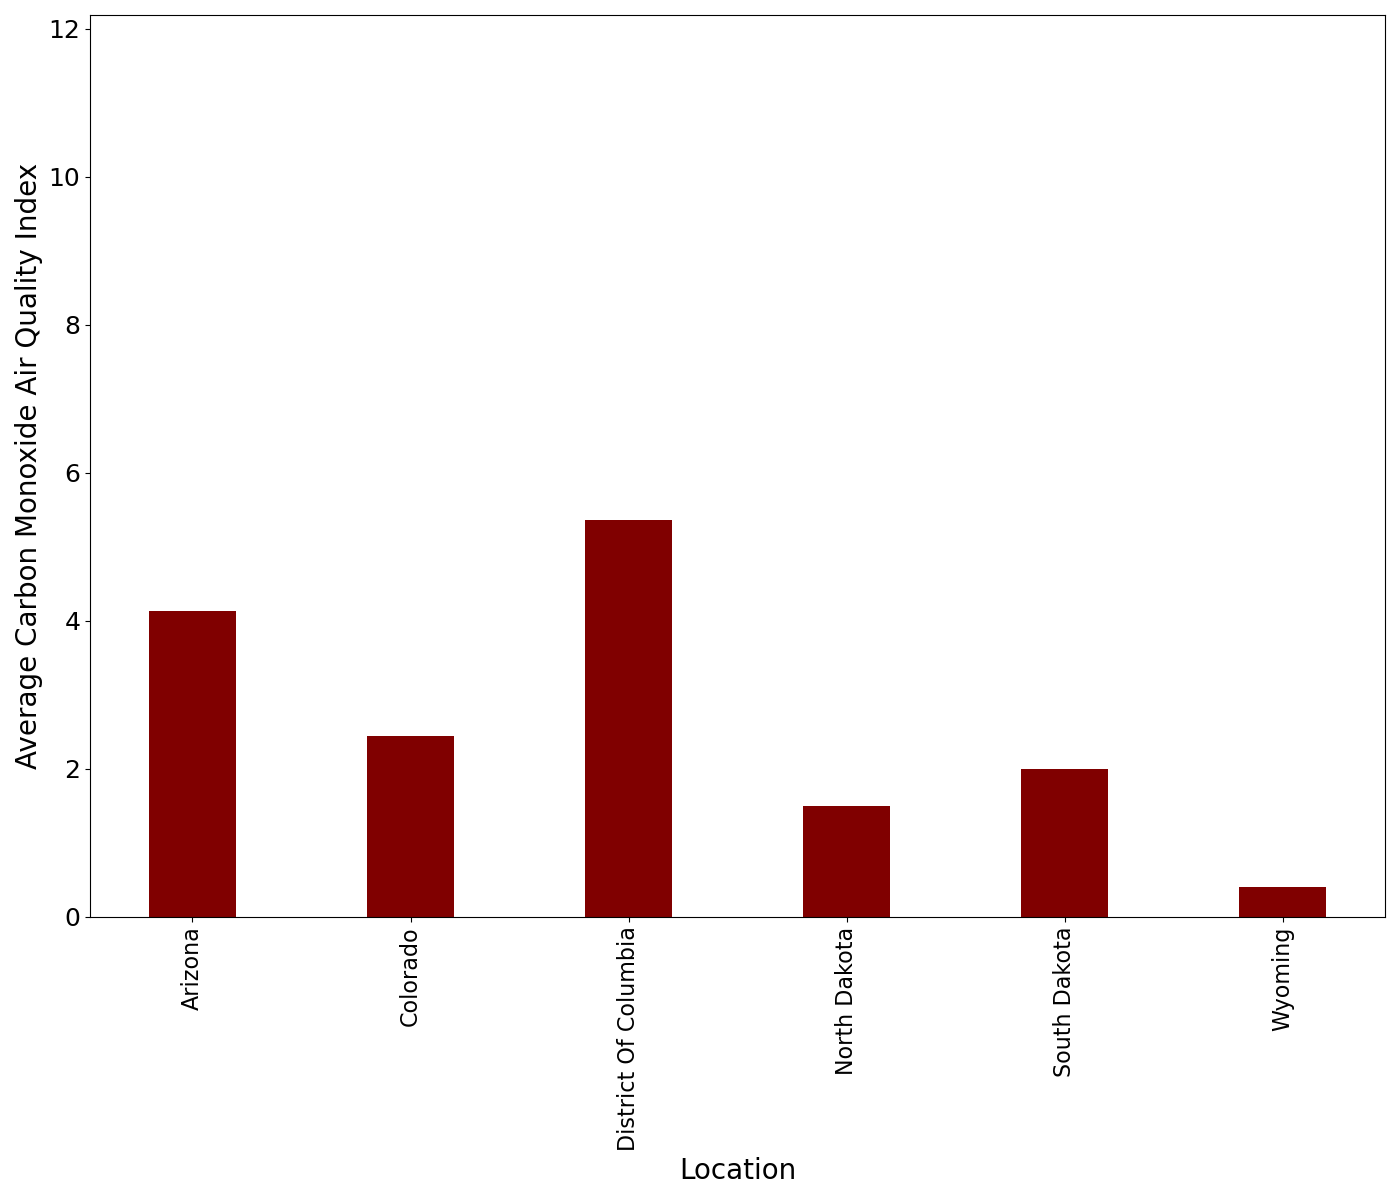 Average Carbon Monoxide Air Quality Index
12
10
8
6
4
2
0
Arizona
Colorado
District Of Columbia
North Dakota
South Dakota
Wyoming
Location